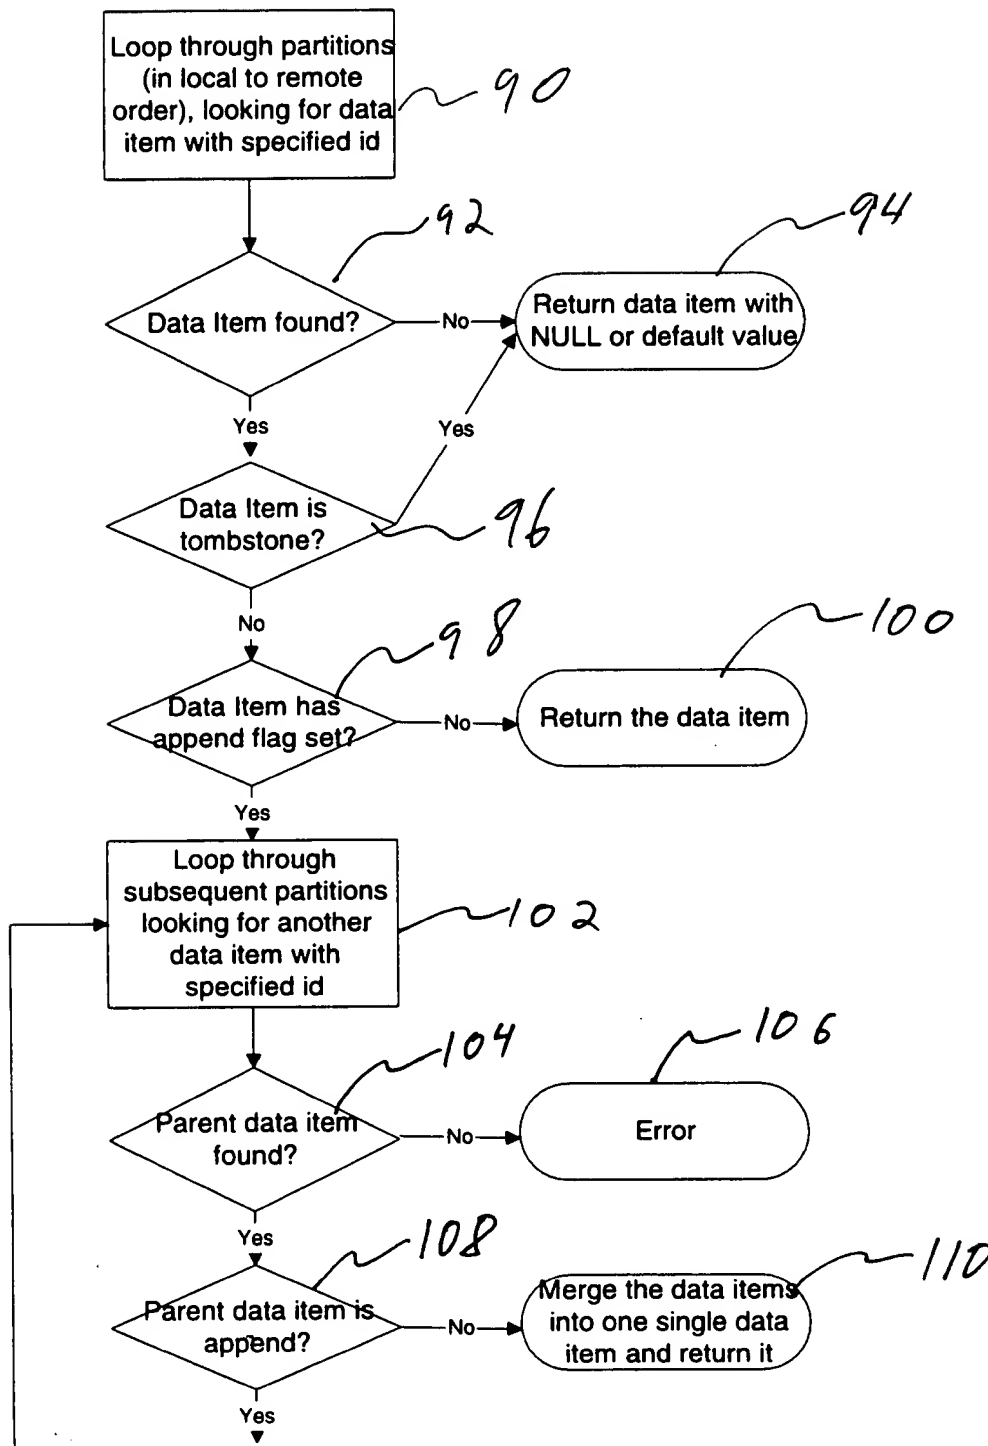 Loop through partitions
(in local to remote
order), looking for data
item with specified id
90
92
94
Data Item found?
No
Return data item with
NULL or default value
Yes
Yes
Data Item is
tombstone?
96
No
98
100
Data Item has
append flag set?
No
Return the data item
Yes
Loop through
subsequent partitions
looking for another
data item with
specified id
102
104
106
Parent data item
found?
No
Error
Yes
108
110
Parent data item is
append?
No
Merge the data items
into one single data
item and return it
Yes